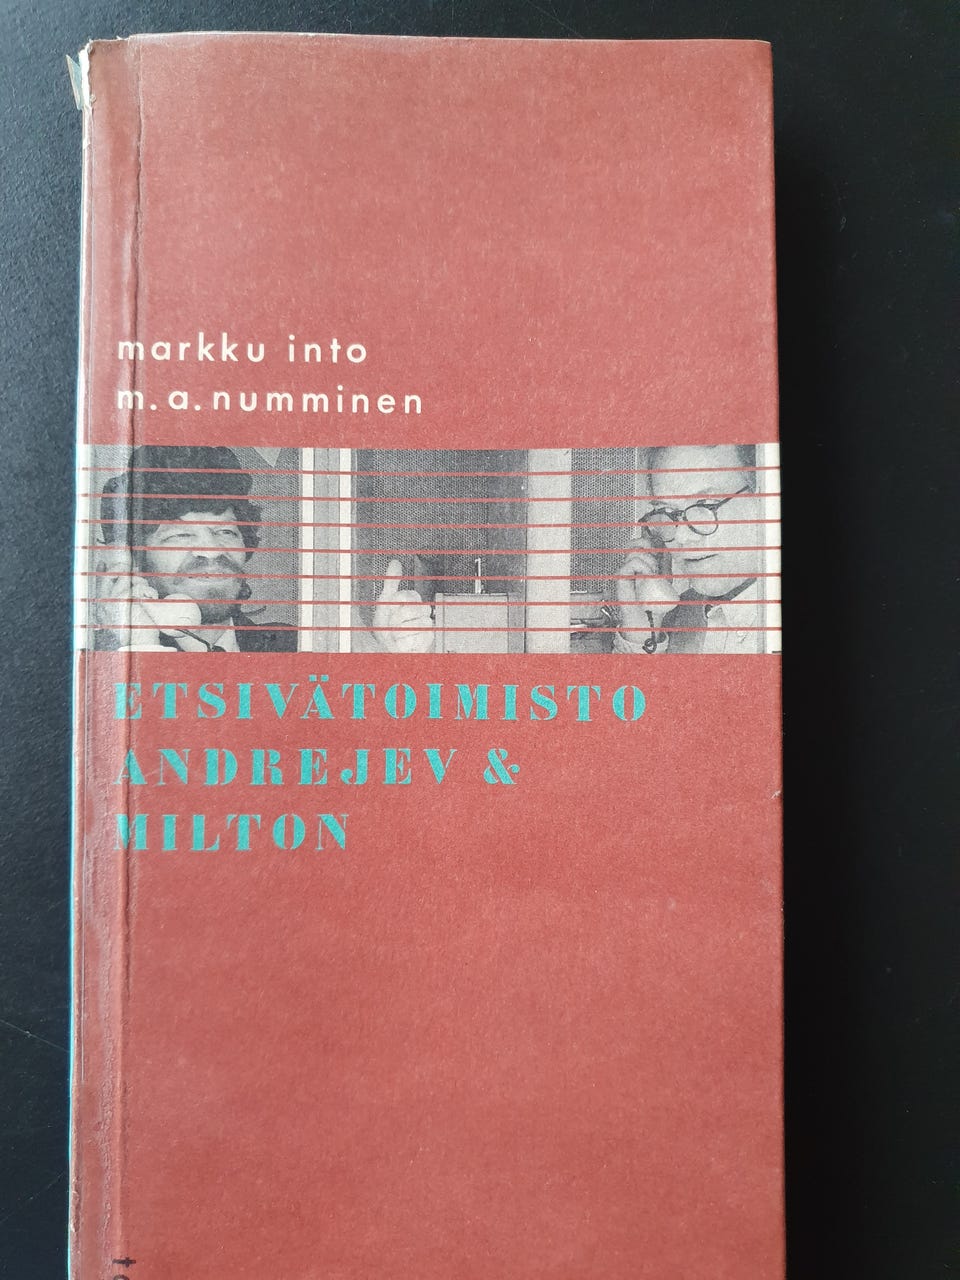 markku into
m.a.numminen
ETSIVÄTOIMISTO
ANDREJEV &
MILTON